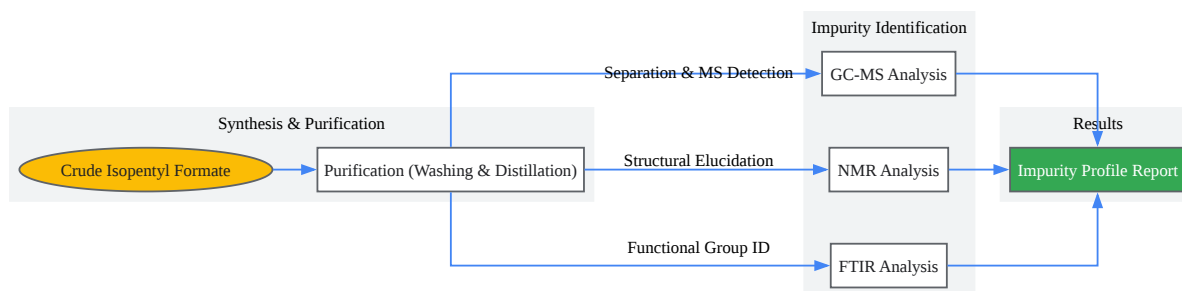 Impurity Identification
Separation & MS Detection
GC-MS Analysis
Synthesis & Purification
Results
Crude Isopentyl Formate
Purification (Washing & Distillation)
Structural Elucidation
NMR Analysis
Impurity Profile Report
Functional Group ID
FTIR Analysis